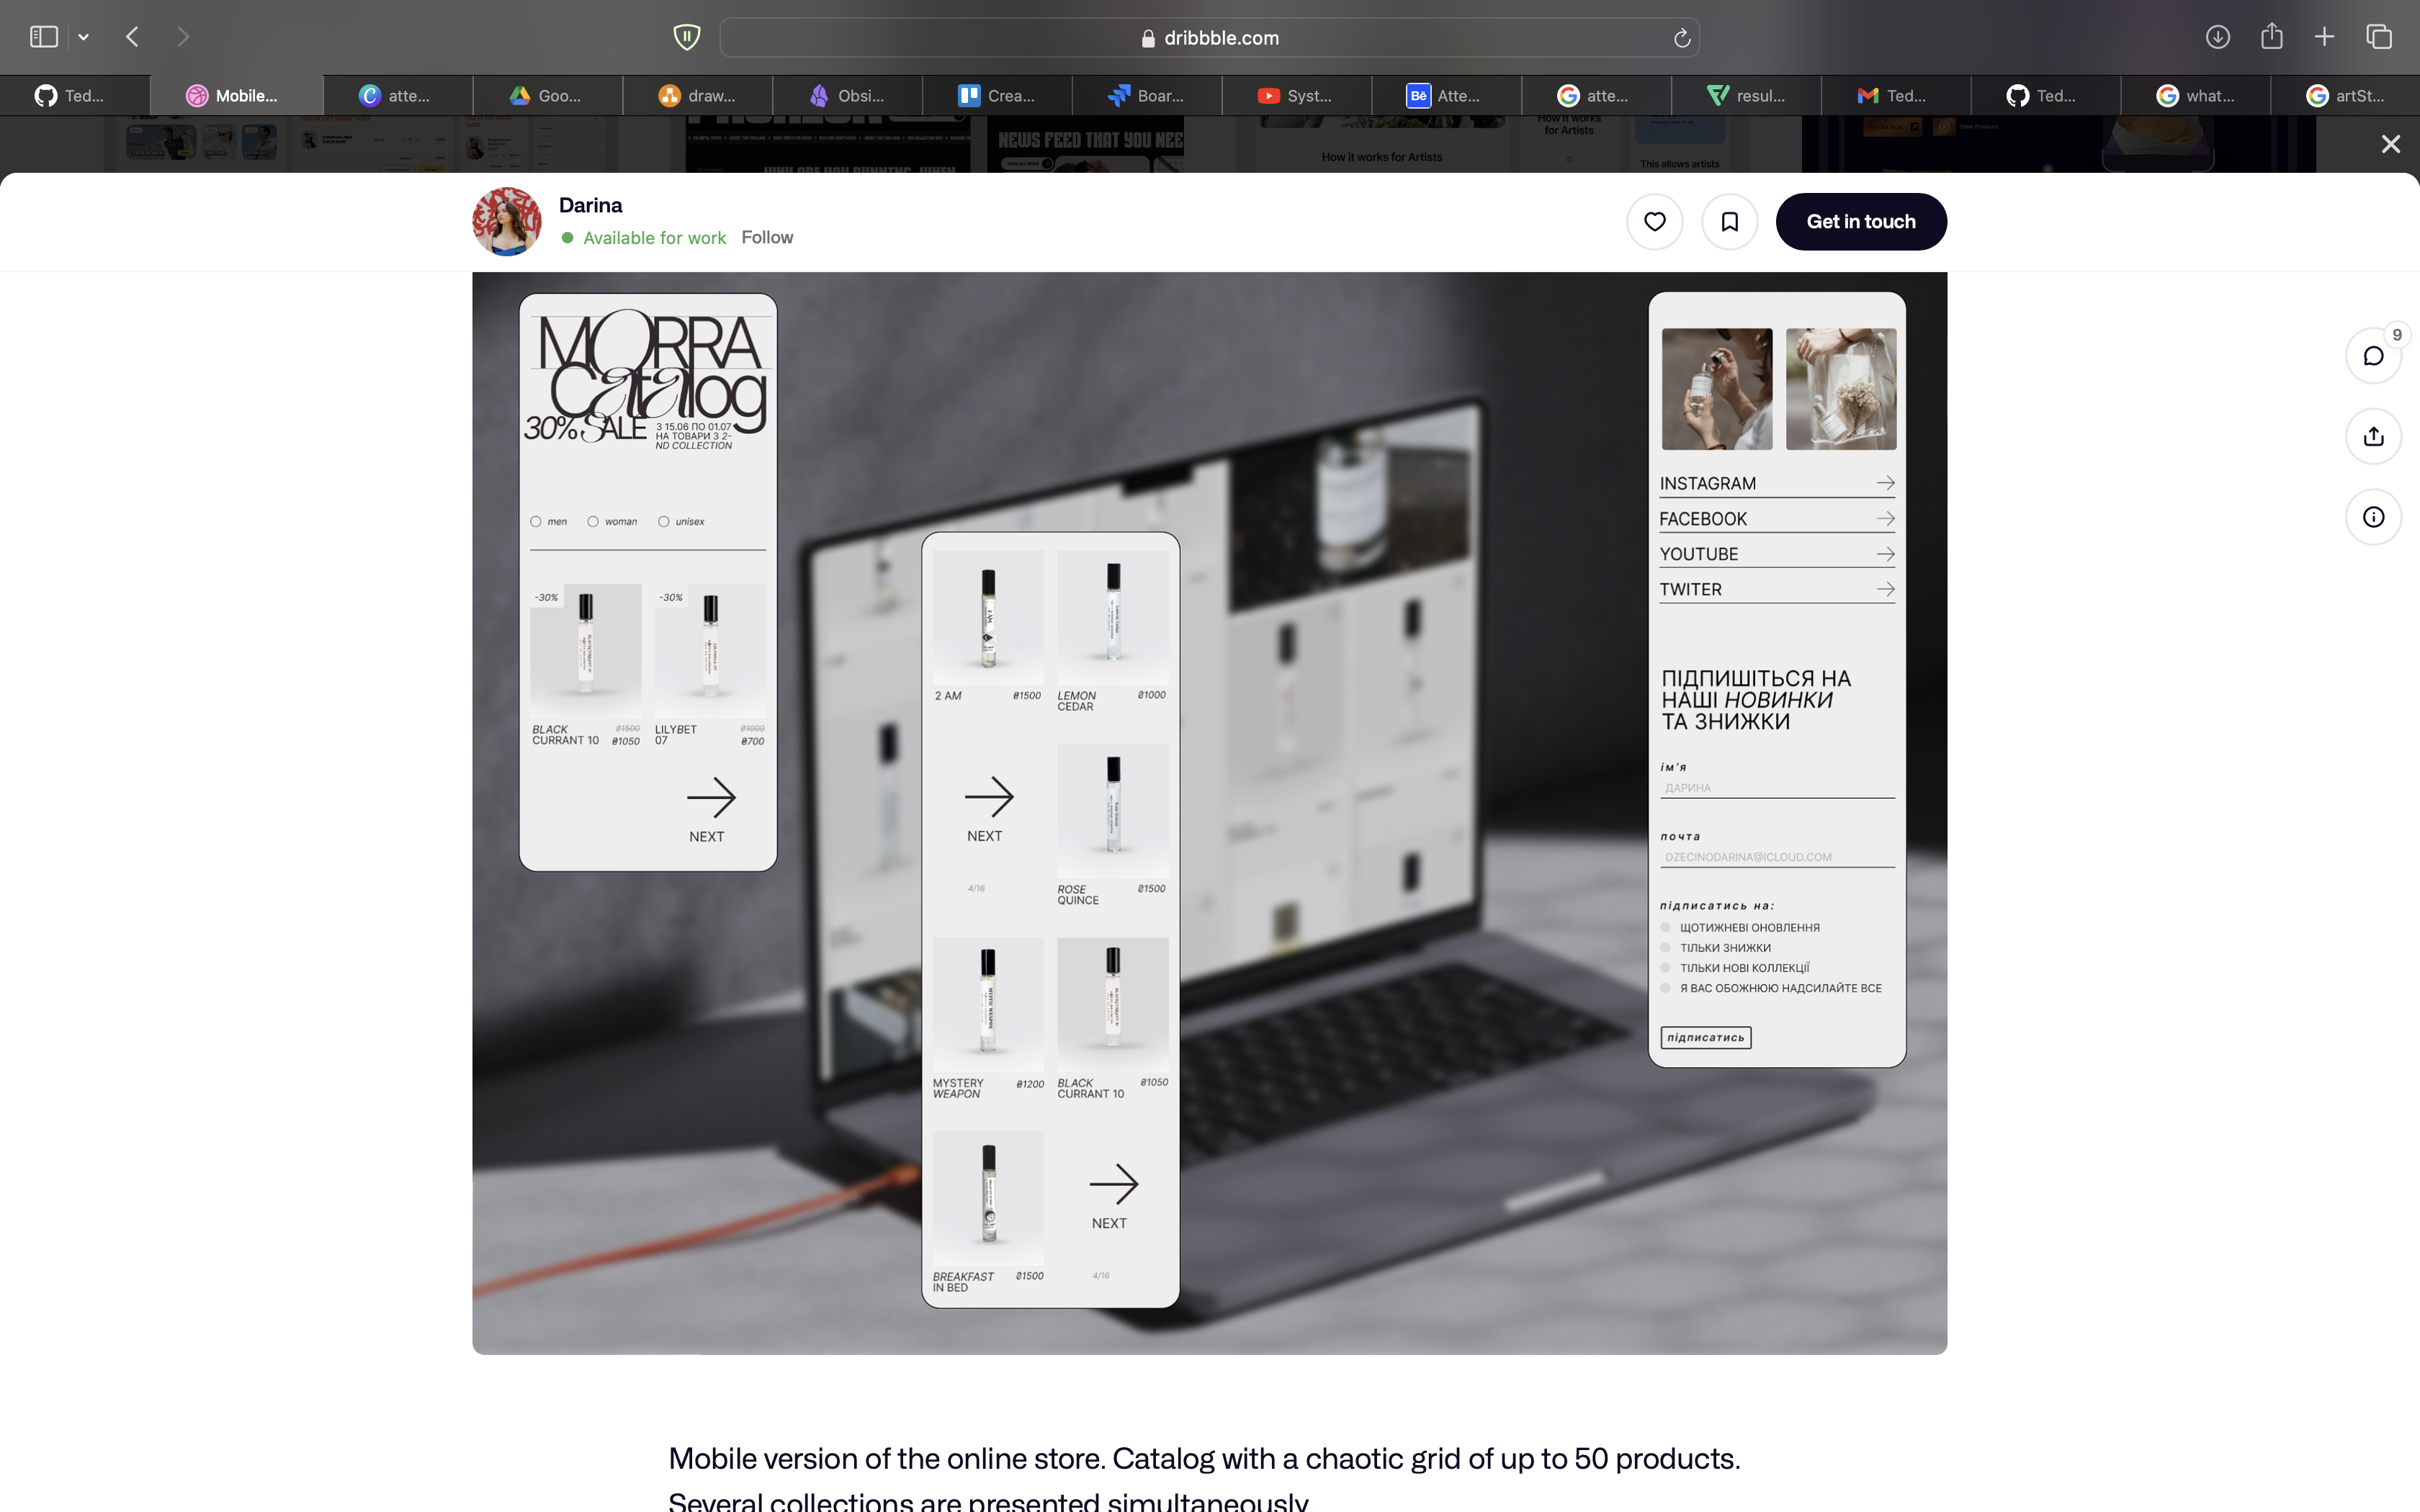 dribbble.com
Ted...
Mobile...
atte...
Goo...
draw...
Obsi...
Crea...
Boar...
Syst...
Atte...
atte...
resul...
Ted...
Ted...
what...
artSt...
NEWS FEED THAT YOU NEE
How it works
for Artists
How it works for Artists
This allows artists
View Product
Darina
Available for work Follow
Get in touch
9
MORRA
Catalog
30% SALE
З 15.06 ПО 01.07
НА ТОВАРИ З 2-
ND COLLECTION
men woman unisex
-30% -30%
BLACK
CURRANT 10
₴1500
₴1050
LILYBET
07
₴1000
₴700
NEXT
2 AM ₴1500
LEMON
CEDAR
₴1000
NEXT
4/16
ROSE
QUINCE
₴1500
MYSTERY
WEAPON
₴1200
BLACK
CURRANT 10
₴1050
BREAKFAST
IN BED
₴1500
NEXT
4/16
INSTAGRAM
FACEBOOK
YOUTUBE
TWITER
ПІДПИШІТЬСЯ НА
НАШІ НОВИНКИ
ТА ЗНИЖКИ
ім'я
ДАРИНА
почта
DZECINODARINA@ICLOUD.COM
підписатись на:
ЩОТИЖНЕВІ ОНОВЛЕННЯ
ТІЛЬКИ ЗНИЖКИ
ТІЛЬКИ НОВІ КОЛЛЕКЦІЇ
Я ВАС ОБОЖНЮЮ НАДСИЛАЙТЕ ВСЕ
підписатись
Mobile version of the online store. Catalog with a chaotic grid of up to 50 products.
Several collections are presented simultaneously